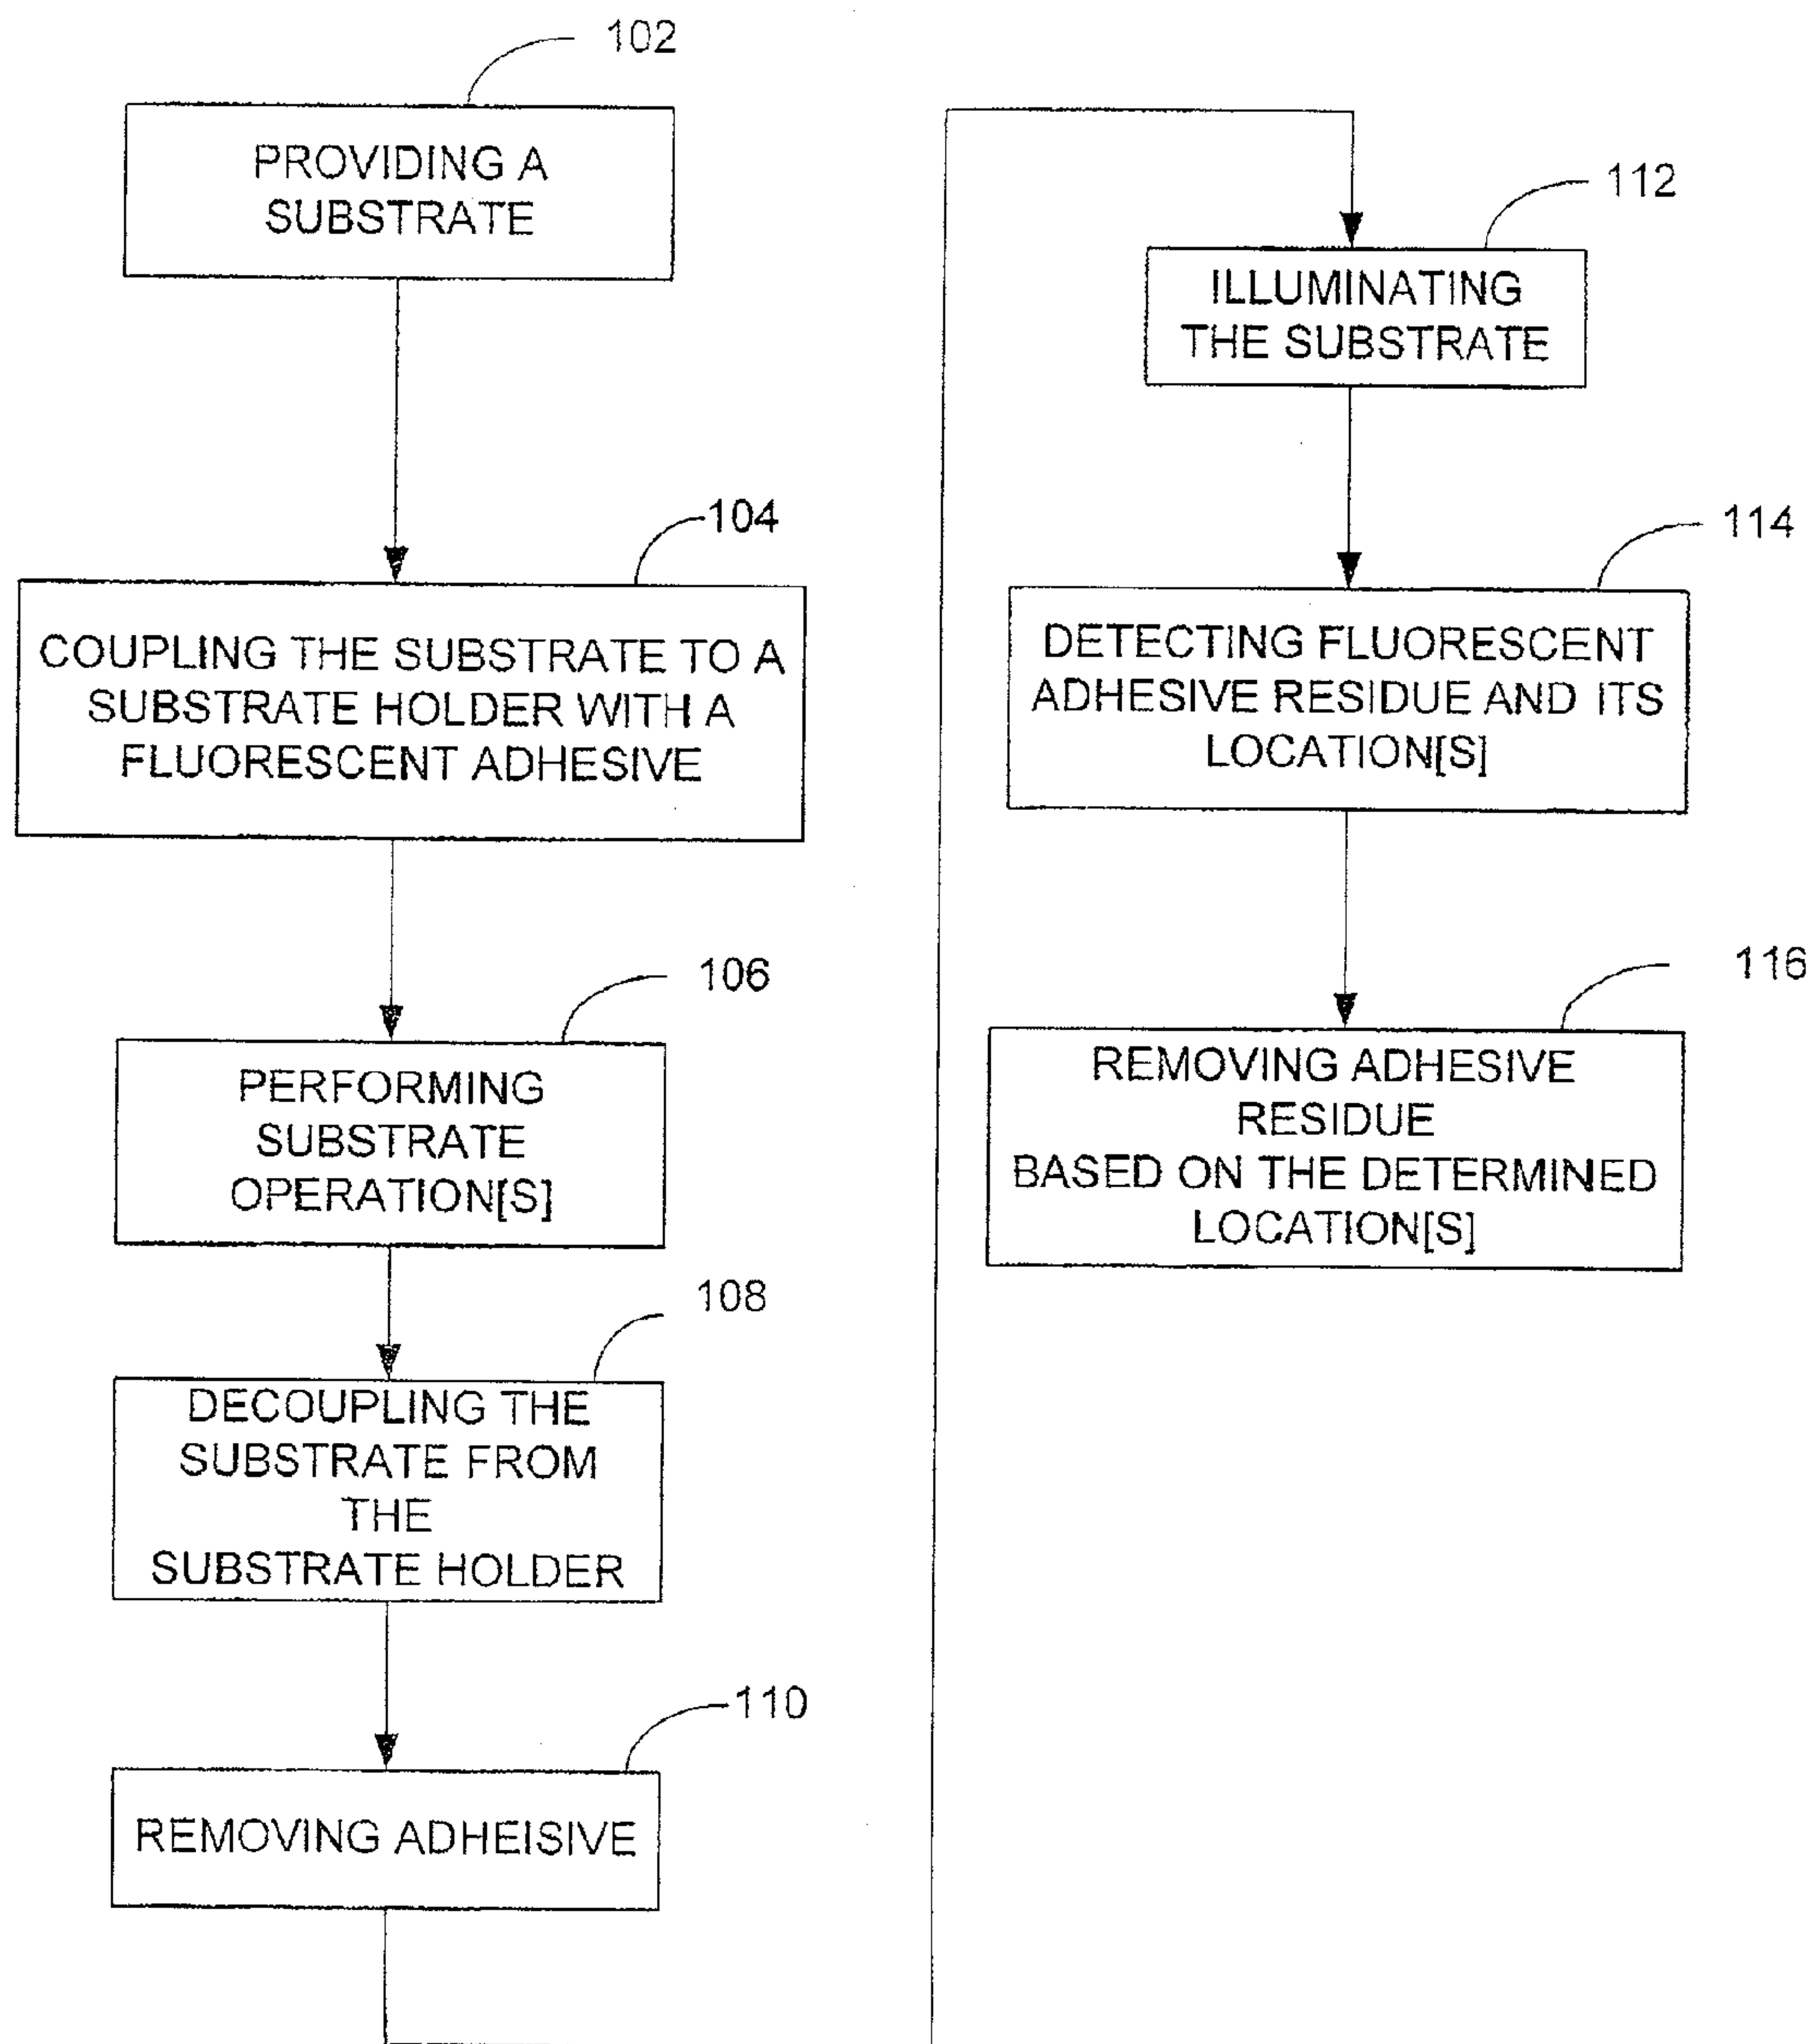 102
PROVIDING A
SUBSTRATE
104
COUPLING THE SUBSTRATE TO A
SUBSTRATE HOLDER WITH A
FLUORESCENT ADHESIVE
106
PERFORMING
SUBSTRATE
OPERATION[S]
108
DECOUPLING THE
SUBSTRATE FROM
THE
SUBSTRATE HOLDER
110
REMOVING ADHEISIVE
112
ILLUMINATING
THE SUBSTRATE
114
DETECTING FLUORESCENT
ADHESIVE RESIDUE AND ITS
LOCATION[S]
116
REMOVING ADHESIVE
RESIDUE
BASED ON THE DETERMINED
LOCATION[S]